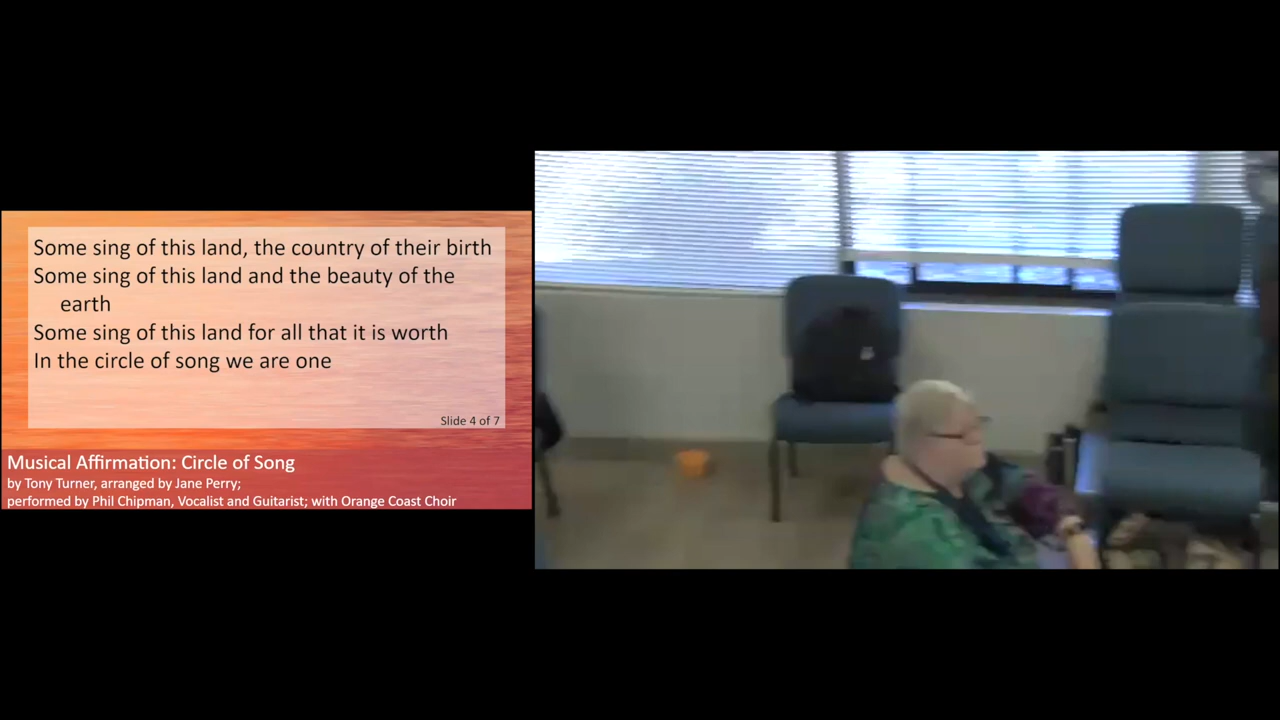 Some sing of this land, the country of their birth
Some sing of this land and the beauty of the
earth
Some sing of this land for all that it is worth
In the circle of song we are one
Slide 4 of 7
Musical Affirmation: Circle of Song
by Tony Turner, arranged by Jane Perry;
performed by Phil Chipman, Vocalist and Guitarist; with Orange Coast Choir